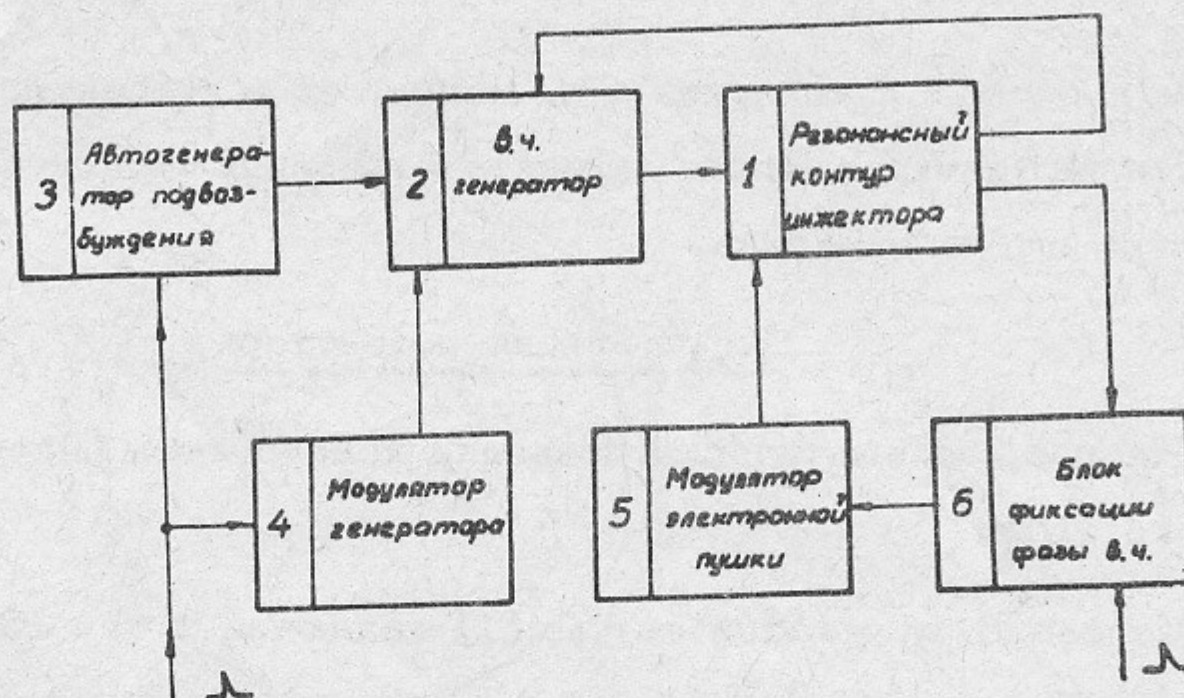 3
Автогенера-
тор подвоз-
буждения
2
в.ч.
генератор
1
Резонансный
контур
инжектора
4
Модулятор
генератора
5
Модулятор
электронной
пушки
6
Блок
фиксации
фазы в.ч.